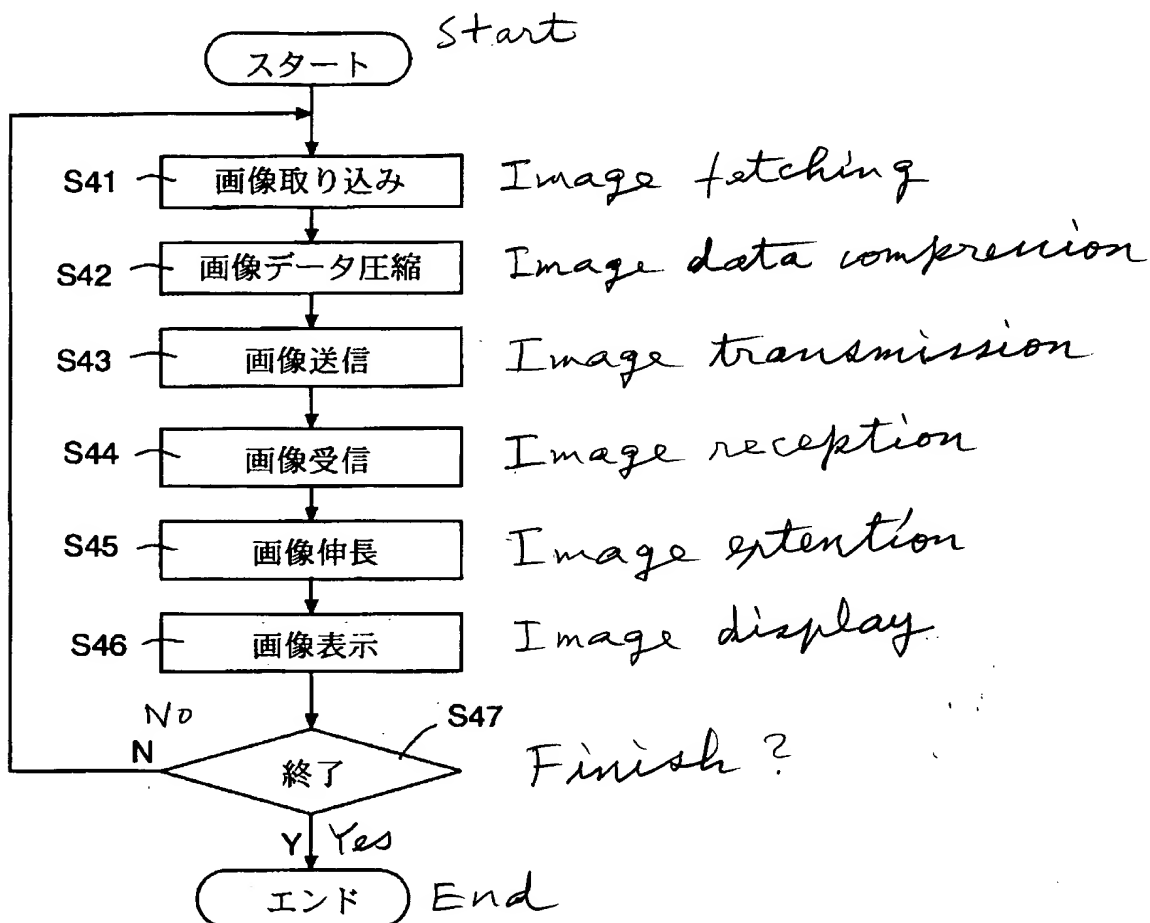 スタート Start
S41 画像取り込み Image fetching
S42 画像データ圧縮 Image data compression
S43 画像送信 Image transmission
S44 画像受信 Image reception
S45 画像伸長 Image extention
S46 画像表示 Image display
No
N
S47
終了 Finish ?
Y Yes
エンド End